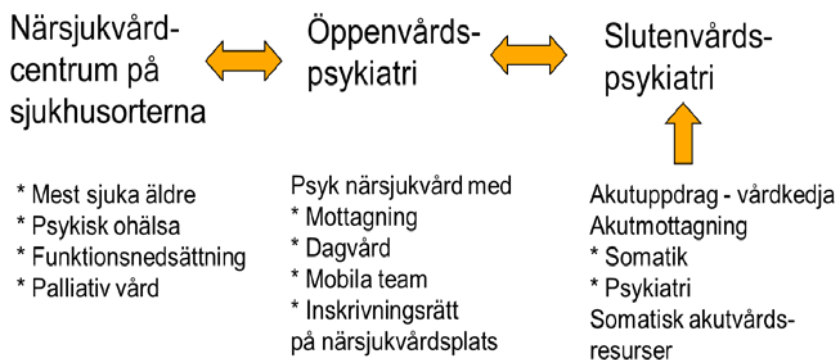 Närsjukvård-
centrum på
sjukhusorterna
Öppenvårds-
psykiatri
Slutenvårds-
psykiatri
* Mest sjuka äldre
* Psykisk ohälsa
* Funktionsnedsättning
* Palliativ vård
Psyk närsjukvård med
* Mottagning
* Dagvård
* Mobila team
* Inskrivningsrätt
på närsjukvårdsplats
Akutuppdrag - vårdkedja
Akutmottagning
* Somatik
* Psykiatri
Somatisk akutvårds-
resurser